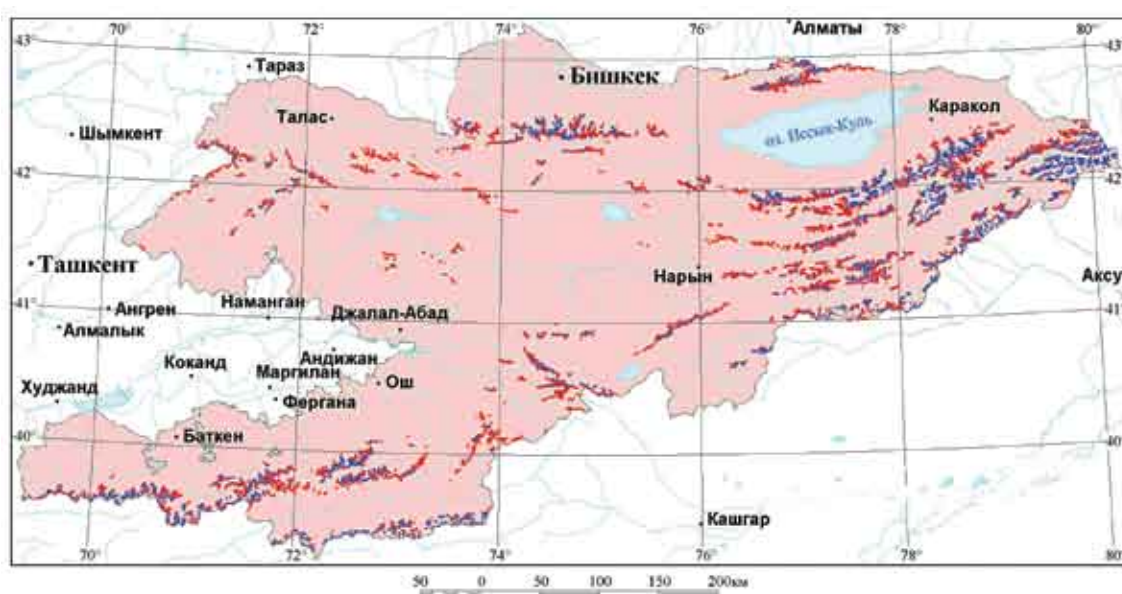 70° 72° 74° 76° 78° 80°
43° 43°
Алматы
Тараз
Бишкек
Талас
Каракол
Шымкент
оз. Иссык-Куль
42° 42°
Ташкент
Нарын
Аксу
41° 41°
Ангрен
Наманган
Джалал-Абад
Алмалык
Коканд
Андижан
Маргилан
Ош
Худжанд
Фергана
40° 40°
Баткен
Кашгар
70° 72° 74° 76° 78° 80°
50 0 50 100 150 200км